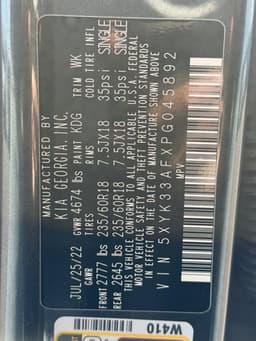 MANUFACTURED BY
KIA GEORGIA, INC.
JUL/25/22 GVWR 4674 lbs PAINT KDG TRIM WK
GAWR TIRES RIMS COLD TIRE INFL
FRONT 2777 lbs 235/60R18 7.5JX18 35psi SINGLE
REAR 2645 lbs 235/60R18 7.5JX18 35psi SINGLE
THIS VEHICLE CONFORMS TO ALL APPLICABLE U.S.A. FEDERAL
MOTOR VEHICLE SAFETY AND THEFT PREVENTION STANDARDS
IN EFFECT ON THE DATE OF MANUFACTURE SHOWN ABOVE
VIN 5XYK33AFXPG045892
MPV
W410